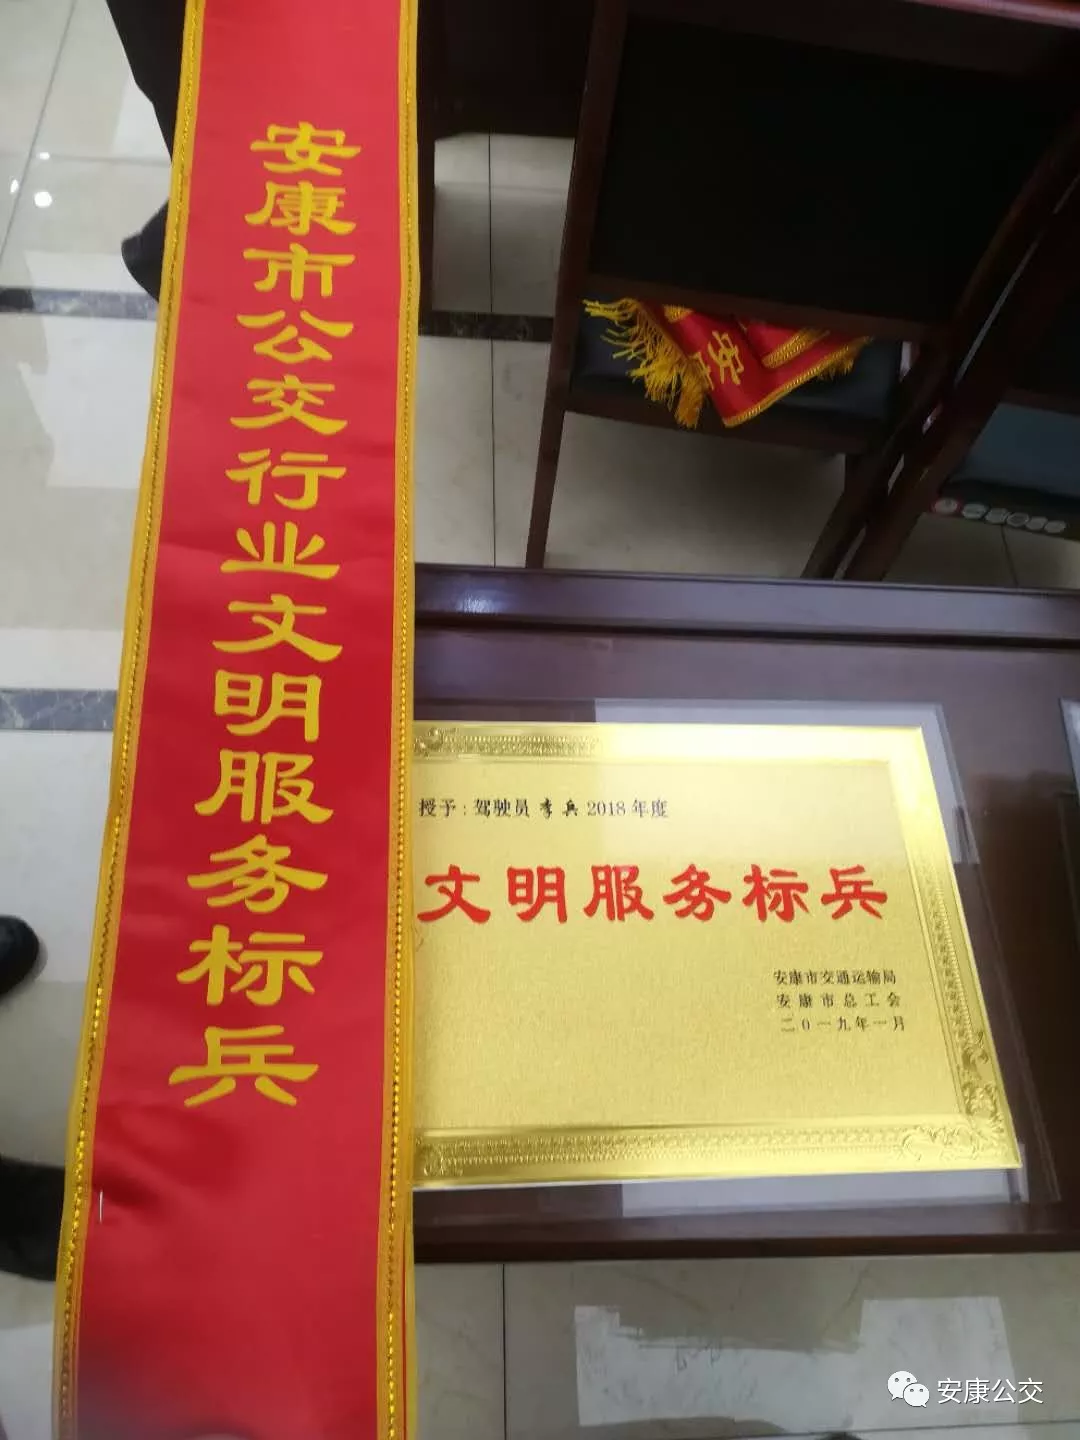 安康市公交行业文明服务标兵
安
授予：驾驶员李兵2018年度
文明服务标兵
安康市交通运输局
安康市总工会
二0一九年一月
安康公交